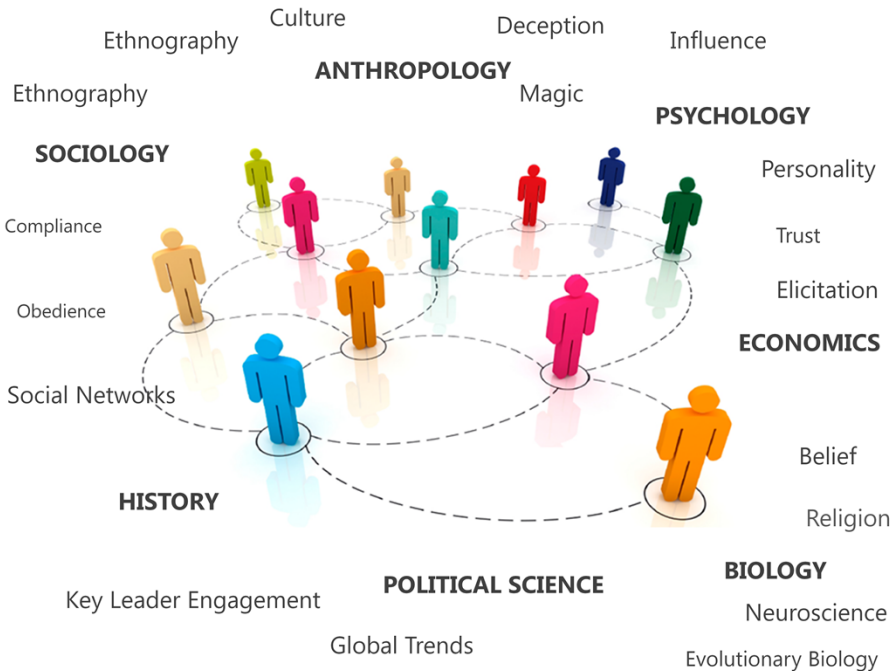 Culture
Deception
Ethnography
Influence
ANTHROPOLOGY
Ethnography
Magic
PSYCHOLOGY
SOCIOLOGY
Personality
Compliance
Trust
Elicitation
Obedience
ECONOMICS
Social Networks
Belief
HISTORY
Religion
BIOLOGY
POLITICAL SCIENCE
Key Leader Engagement
Neuroscience
Global Trends
Evolutionary Biology